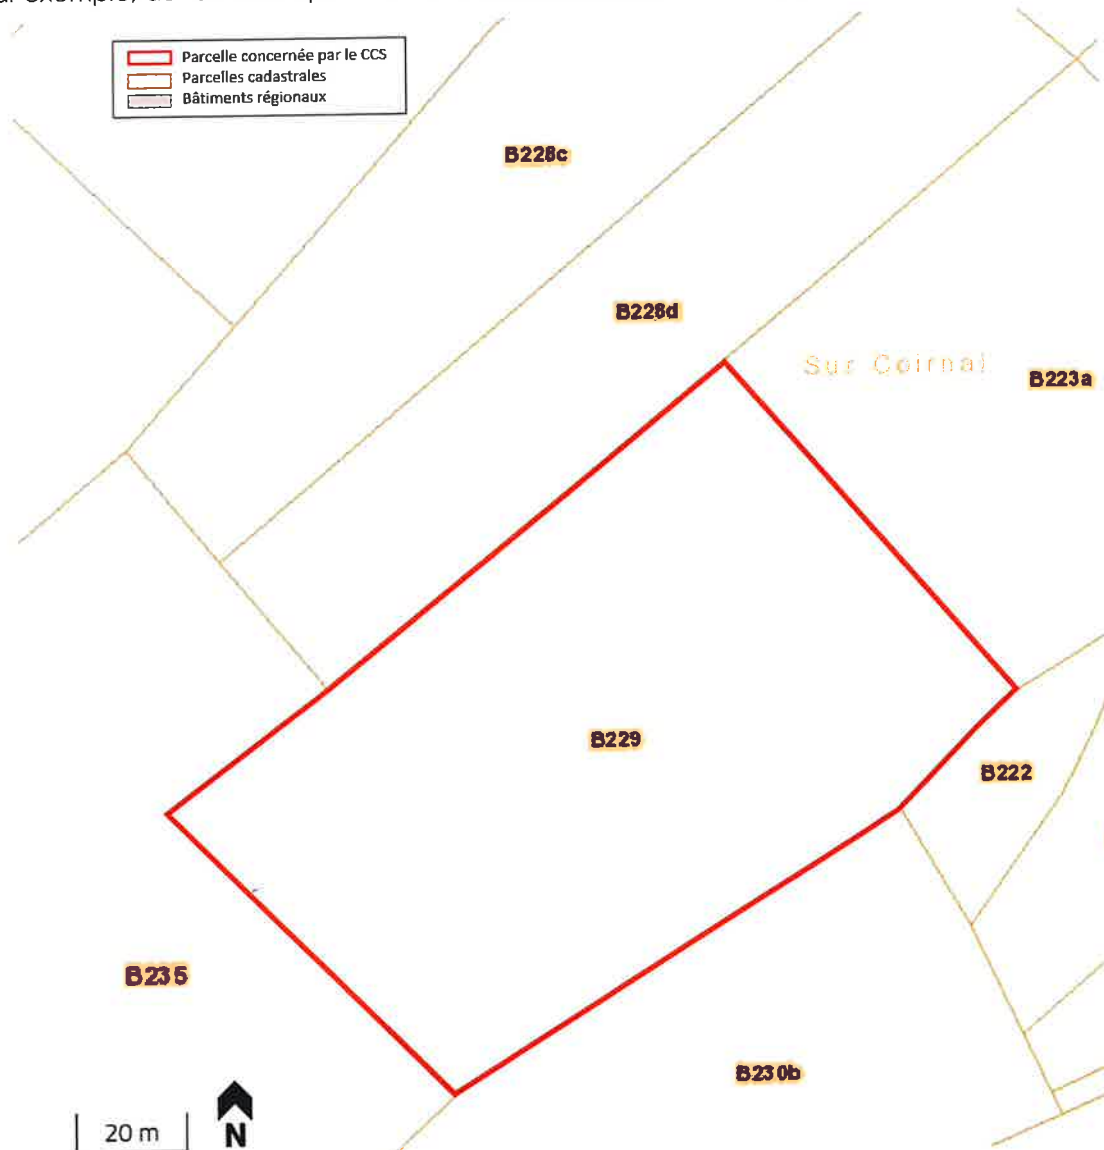 Parcelle concernée par le CCS
Parcelles cadastrales
Bâtiments régionaux
B228c
B228d
Sur Coirnal
B223a
B229
B222
B235
B230b
20 m
N